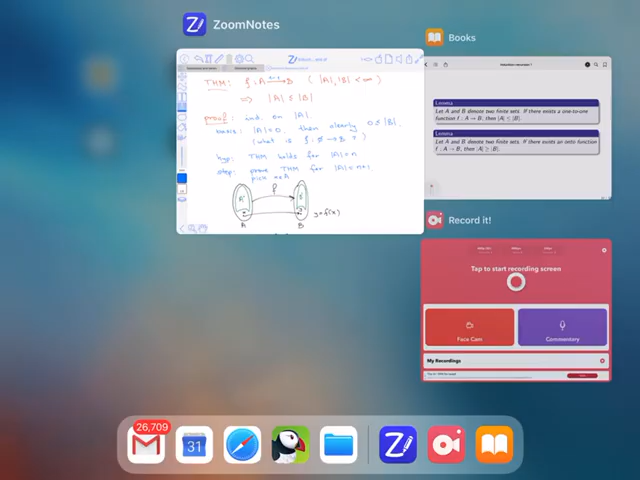 ZoomNotes
THM: f: A → B ( |A|, |B| < ∞ )
⇒ |A| ≤ |B|
proof: ind. on |A|.
basis: |A|=0, then clearly 0 ≤ |B|.
(what is f: ∅ → B ?)
hyp: THM holds for |A|=n
step: prove THM for |A|=n+1
pick x∈A
f
y=f(x)
A
B
Books
Lemma
Let A and B denote two finite sets. If there exists a one-to-one
function f : A → B, then |A| ≤ |B|.
Lemma
Let A and B denote two finite sets. If there exists an onto function
f : A → B, then |A| ≥ |B|.
Record it!
Tap to start recording screen
Face Cam
Commentary
My Recordings
26,709
31